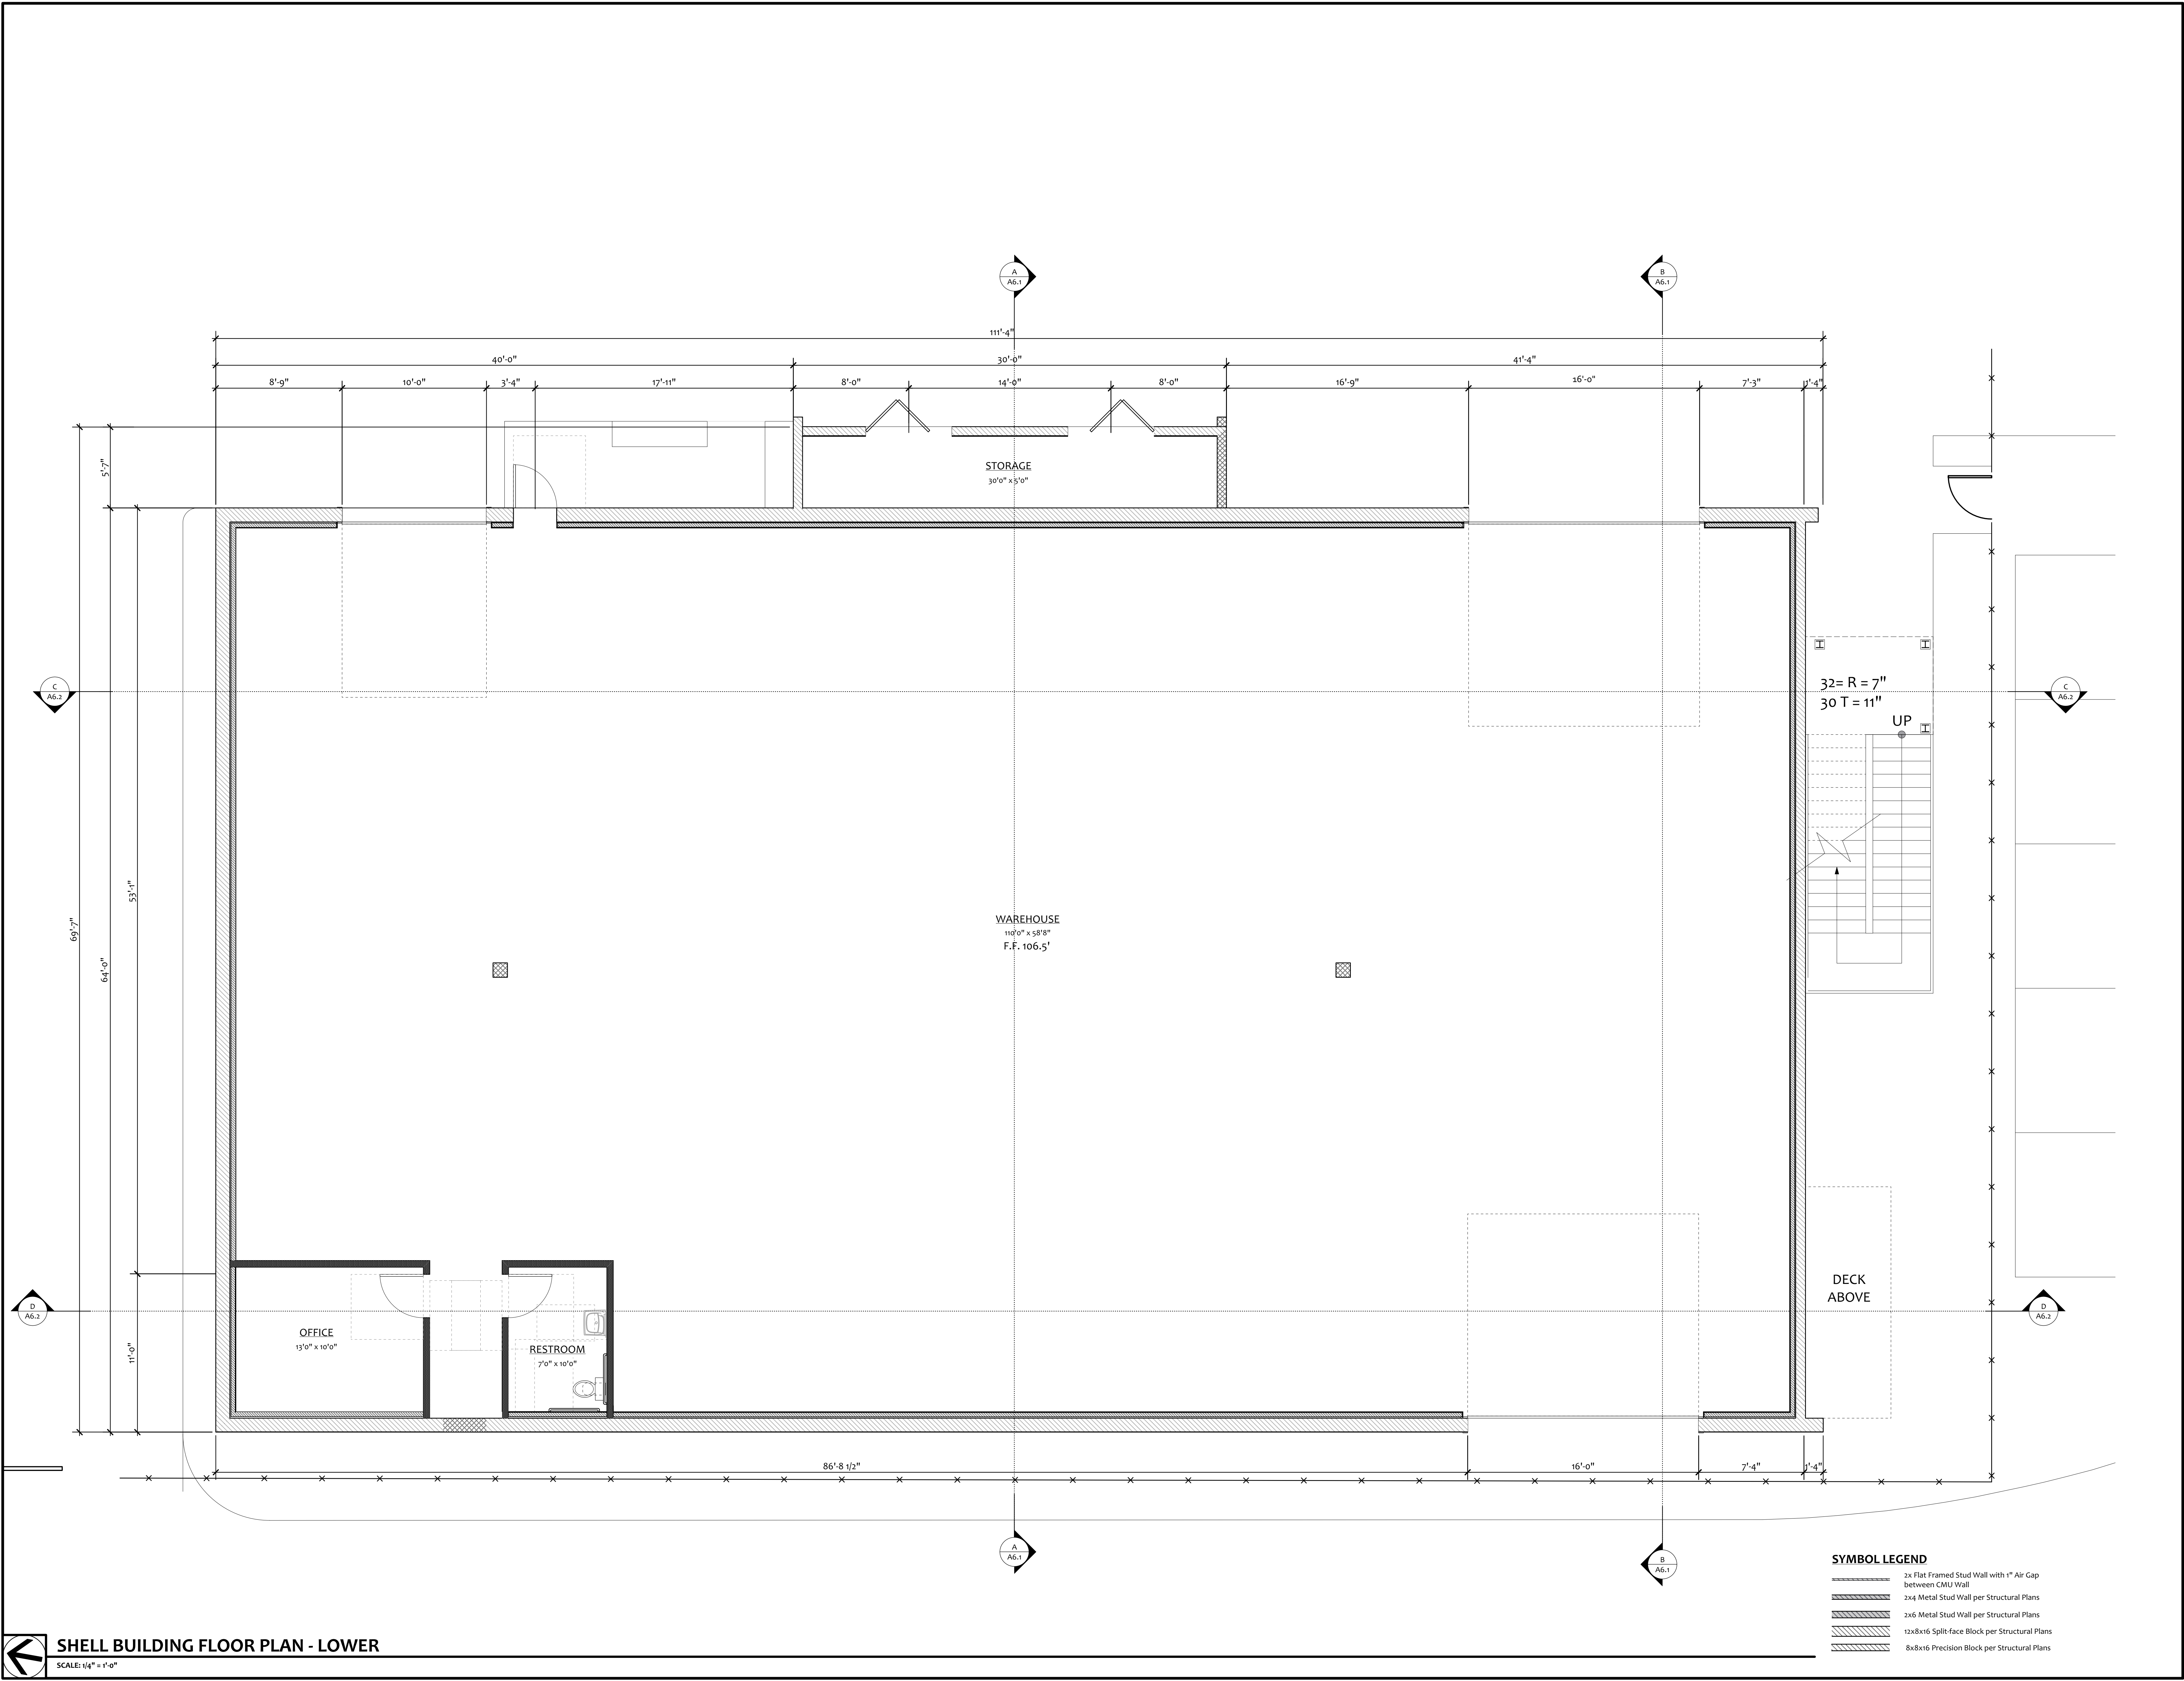 A
A6.1
B
A6.1
111'-4"
40'-0"
30'-0"
41'-4"
8'-9"
10'-0"
3'-4"
17'-11"
8'-0"
14'-0"
8'-0"
16'-9"
16'-0"
7'-3"
1'-4"
5'-7"
STORAGE
30'0" x 5'0"
C
A6.2
32= R = 7"
30 T = 11"
UP
C
A6.2
53'-1"
69'-7"
64'-0"
WAREHOUSE
110'0" x 58'8"
F.F. 106.5'
DECK
ABOVE
D
A6.2
D
A6.2
OFFICE
13'0" x 10'0"
RESTROOM
7'0" x 10'0"
11'-0"
86'-8 1/2"
16'-0"
7'-4"
1'-4"
A
A6.1
B
A6.1
SYMBOL LEGEND
2x Flat Framed Stud Wall with 1" Air Gap
between CMU Wall
2x4 Metal Stud Wall per Structural Plans
2x6 Metal Stud Wall per Structural Plans
12x8x16 Split-face Block per Structural Plans
8x8x16 Precision Block per Structural Plans
SHELL BUILDING FLOOR PLAN - LOWER
SCALE: 1/4" = 1'-0"